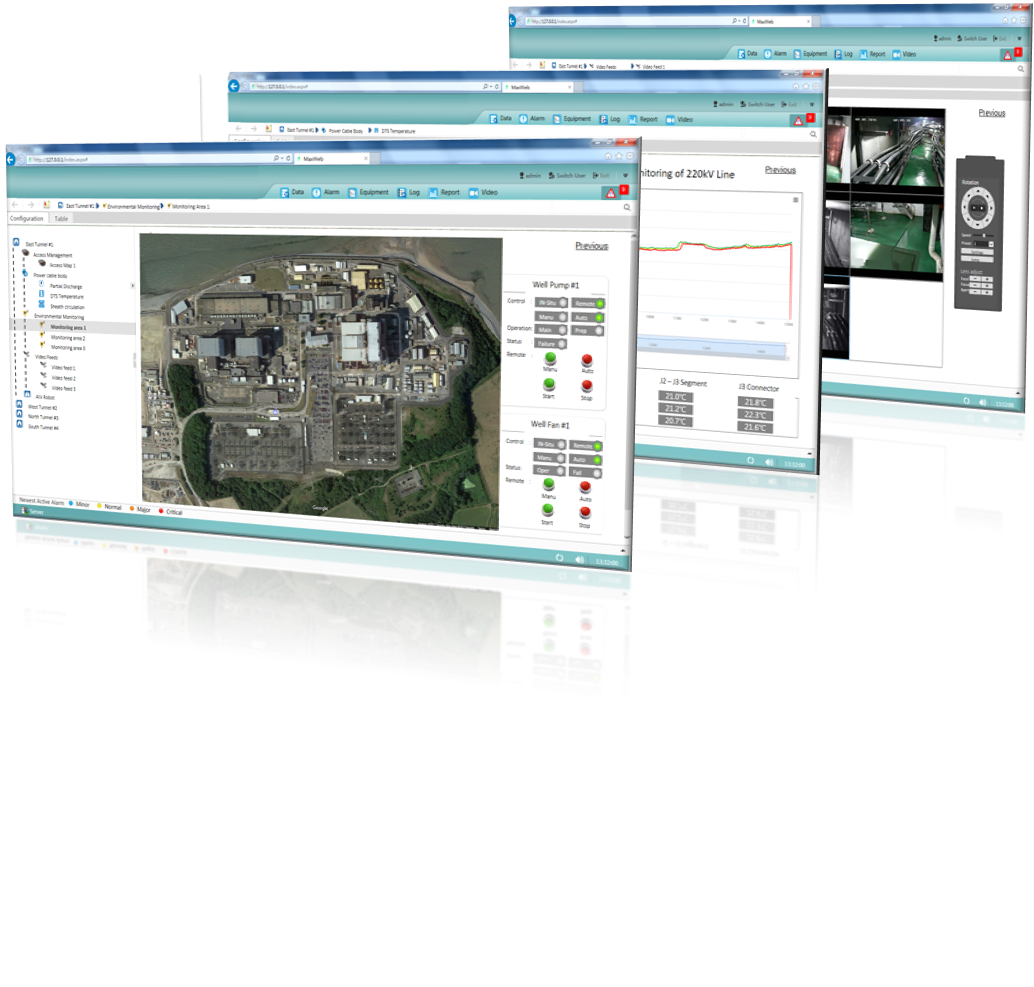 http://127.0.0.1/index.aspx#
MaxWeb
admin Switch User Exit
Data Alarm Equipment Log Report Video
East Tunnel #1 Video Feeds Video Feed 1
Previous
Rotation
Speed
Lens adjust
13:52:00
http://127.0.0.1/index.aspx#
MaxWeb
admin Switch User Exit
Data Alarm Equipment Log Report Video
East Tunnel #1 Power Cable Body DTS Temperature
Previous
nitoring of 220kV Line
J2 – J3 Segment J3 Connector
21.0°C 21.8°C
21.2°C 22.3°C
20.7°C 21.6°C
13:52:00
http://127.0.0.1/index.aspx#
MaxWeb
admin Switch User Exit
Data Alarm Equipment Log Report Video
East Tunnel #1 Environmental Monitoring Monitoring Area 1
Configuration Table
East Tunnel #1
Access Management
Access Map 1
Power cable body
Partial Discharge
DTS Temperature
Sheath circulation
Environmental Monitoring
Monitoring area 1
Monitoring area 2
Video Feeds
Video feed 1
Video feed 2
Video feed 3
West Tunnel #2
North Tunnel #3
South Tunnel #4
Google
Previous
Well Pump #1
Control IN-Situ Remote
Manu Auto
Operation: Main Prep
Status Failure
Remote :
Manu Auto
Start Stop
Well Fan #1
Control : IN-Situ Remote
Manu Auto
Status: Oper Fail
Remote :
Manu Auto
Start Stop
Newest Active Alarm Minor Normal Major Critical
Server
13:52:00